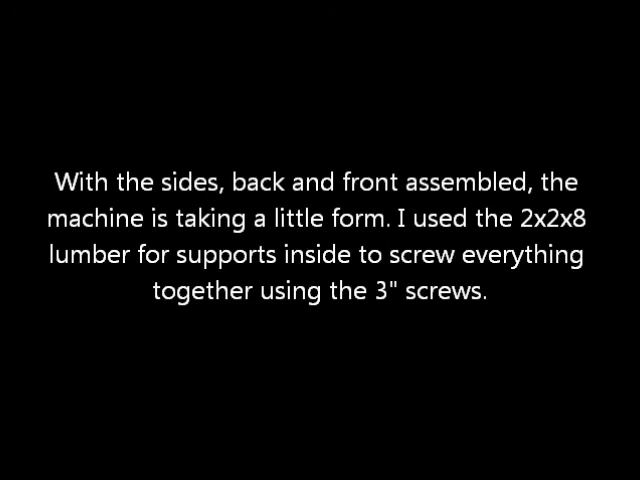 With the sides, back and front assembled, the
machine is taking a little form. I used the 2x2x8
lumber for supports inside to screw everything
together using the 3" screws.